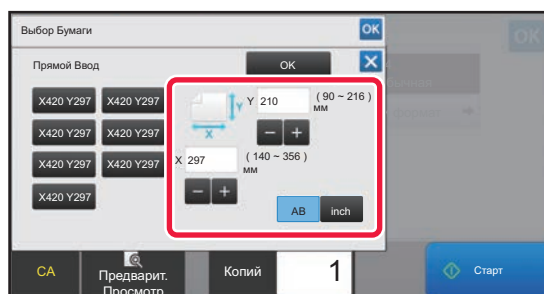 Выбор Бумаги
OK
OK
Прямой Ввод
OK
X420 Y297
X420 Y297
X420 Y297
X420 Y297
X420 Y297
X420 Y297
X420 Y297
Y
X
Y 210 (90 ~ 216)
мм
X 297 (140 ~ 356)
мм
AB
inch
CA
Предварит.
Просмотр
Копий
1
Старт